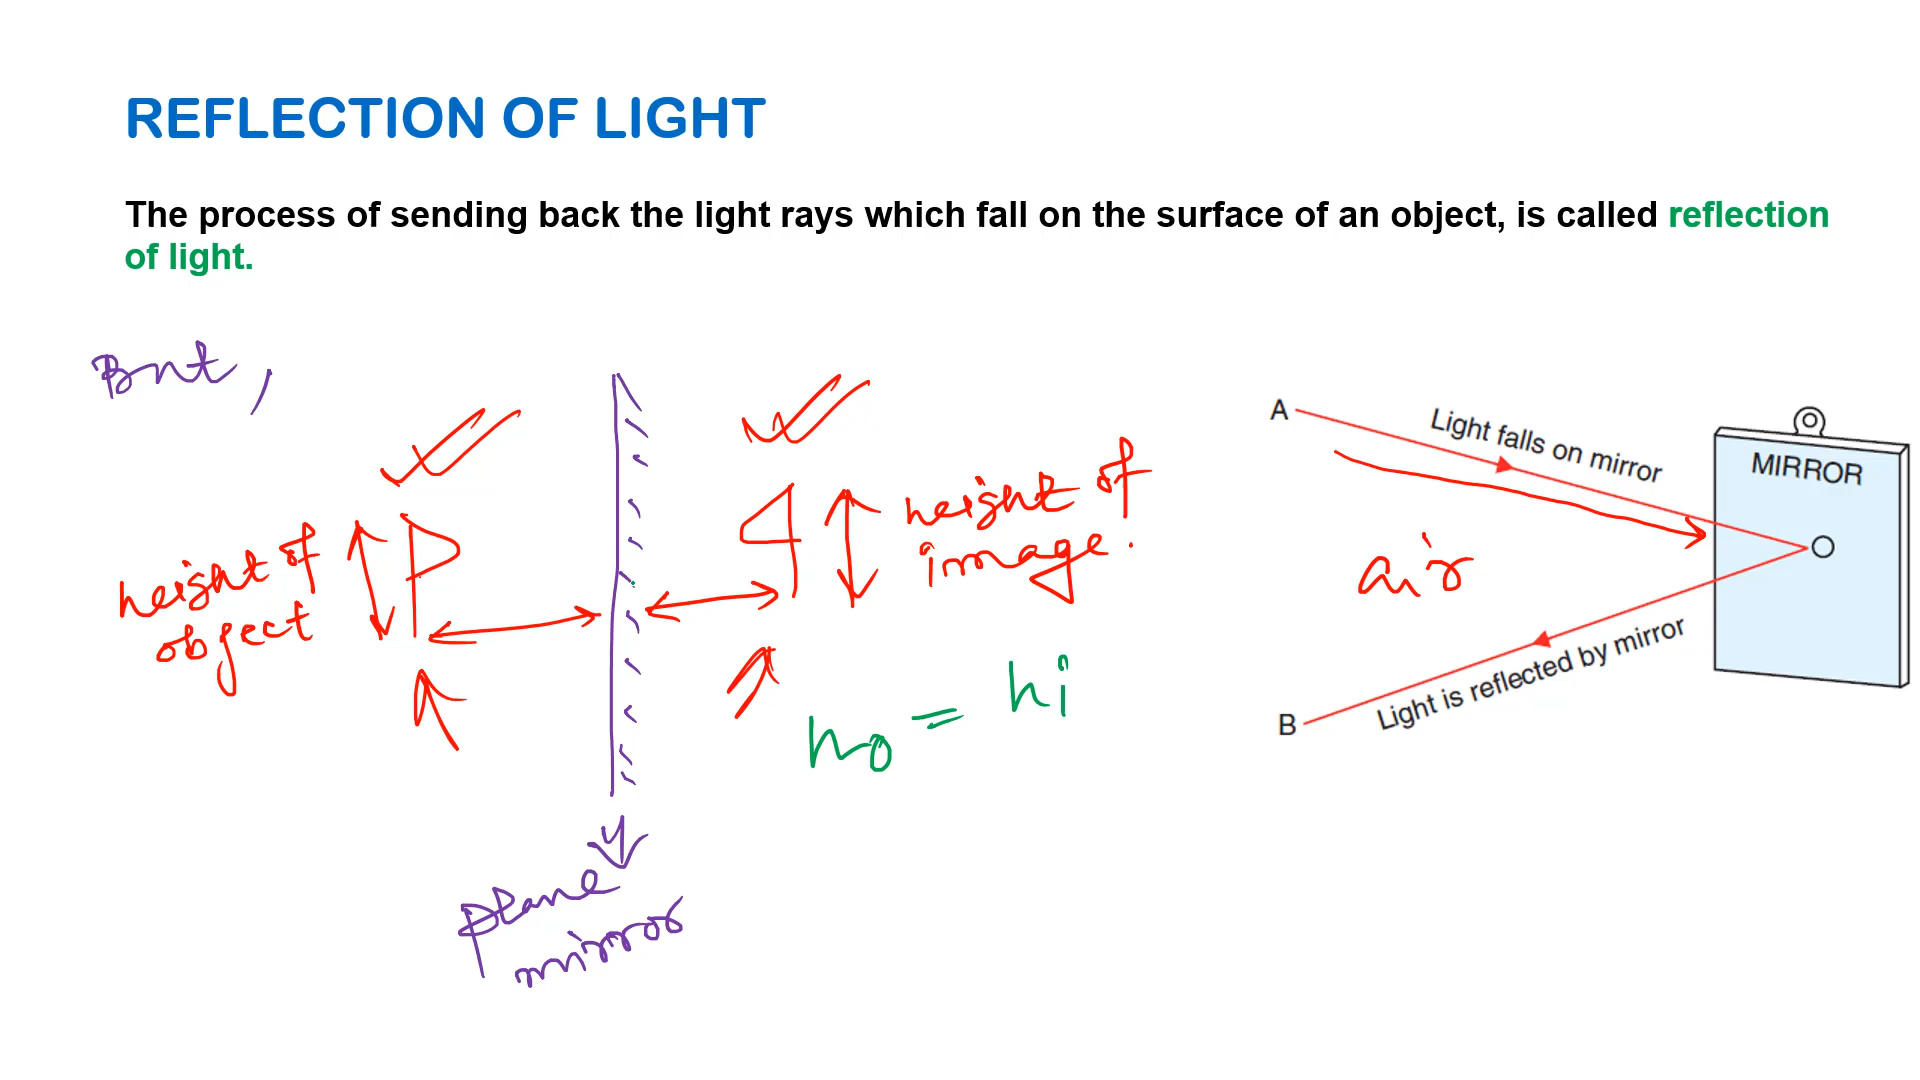 REFLECTION OF LIGHT
The process of sending back the light rays which fall on the surface of an object, is called reflection
of light.
But,
height of
object
P
height of
image.
ho = hi
plane
mirror
A
Light falls on mirror
MIRROR
air
Light is reflected by mirror
B